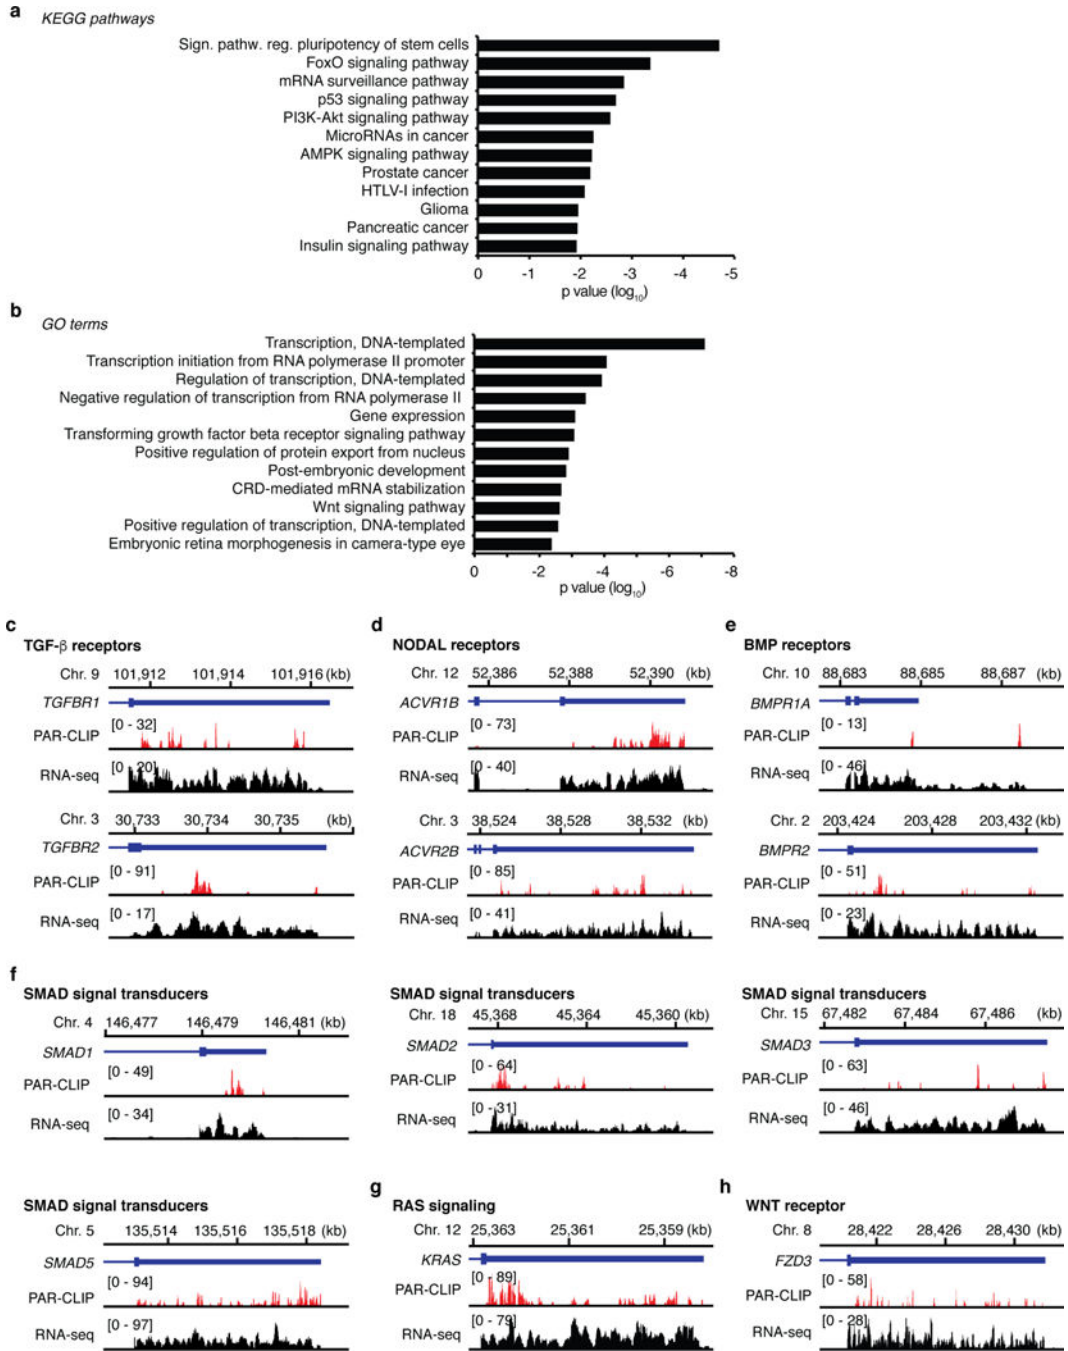 a
KEGG pathways
Sign. pathw. reg. pluripotency of stem cells
FoxO signaling pathway
mRNA surveillance pathway
p53 signaling pathway
PI3K-Akt signaling pathway
MicroRNAs in cancer
AMPK signaling pathway
Prostate cancer
HTLV-I infection
Glioma
Pancreatic cancer
Insulin signaling pathway
0 -1 -2 -3 -4 -5
p value (log10)
b
GO terms
Transcription, DNA-templated
Transcription initiation from RNA polymerase II promoter
Regulation of transcription, DNA-templated
Negative regulation of transcription from RNA polymerase II
Gene expression
Transforming growth factor beta receptor signaling pathway
Positive regulation of protein export from nucleus
Post-embryonic development
CRD-mediated mRNA stabilization
Wnt signaling pathway
Positive regulation of transcription, DNA-templated
Embryonic retina morphogenesis in camera-type eye
0 -2 -4 -6 -8
p value (log10)
c
TGF-β receptors
Chr. 9 101,912 101,914 101,916 (kb)
TGFBR1
[0 - 32]
PAR-CLIP
[0 - 20]
RNA-seq
Chr. 3 30,733 30,734 30,735 (kb)
TGFBR2
[0 - 91]
PAR-CLIP
[0 - 17]
RNA-seq
d
NODAL receptors
Chr. 12 52,386 52,388 52,390 (kb)
ACVR1B
[0 - 73]
PAR-CLIP
[0 - 40]
RNA-seq
Chr. 3 38,524 38,528 38,532 (kb)
ACVR2B
[0 - 85]
PAR-CLIP
[0 - 41]
RNA-seq
e
BMP receptors
Chr. 10 88,683 88,685 88,687 (kb)
BMPR1A
[0 - 13]
PAR-CLIP
[0 - 46]
RNA-seq
Chr. 2 203,424 203,428 203,432 (kb)
BMPR2
[0 - 51]
PAR-CLIP
[0 - 23]
RNA-seq
f
SMAD signal transducers
Chr. 4 146,477 146,479 146,481 (kb)
SMAD1
[0 - 49]
PAR-CLIP
[0 - 34]
RNA-seq
SMAD signal transducers
Chr. 18 45,368 45,364 45,360 (kb)
SMAD2
[0 - 64]
PAR-CLIP
[0 - 31]
RNA-seq
SMAD signal transducers
Chr. 15 67,482 67,484 67,486 (kb)
SMAD3
[0 - 63]
PAR-CLIP
[0 - 46]
RNA-seq
SMAD signal transducers
Chr. 5 135,514 135,516 135,518 (kb)
SMAD5
[0 - 94]
PAR-CLIP
[0 - 97]
RNA-seq
g
RAS signaling
Chr. 12 25,363 25,361 25,359 (kb)
KRAS
[0 - 89]
PAR-CLIP
[0 - 79]
RNA-seq
h
WNT receptor
Chr. 8 28,422 28,426 28,430 (kb)
FZD3
[0 - 58]
PAR-CLIP
[0 - 28]
RNA-seq